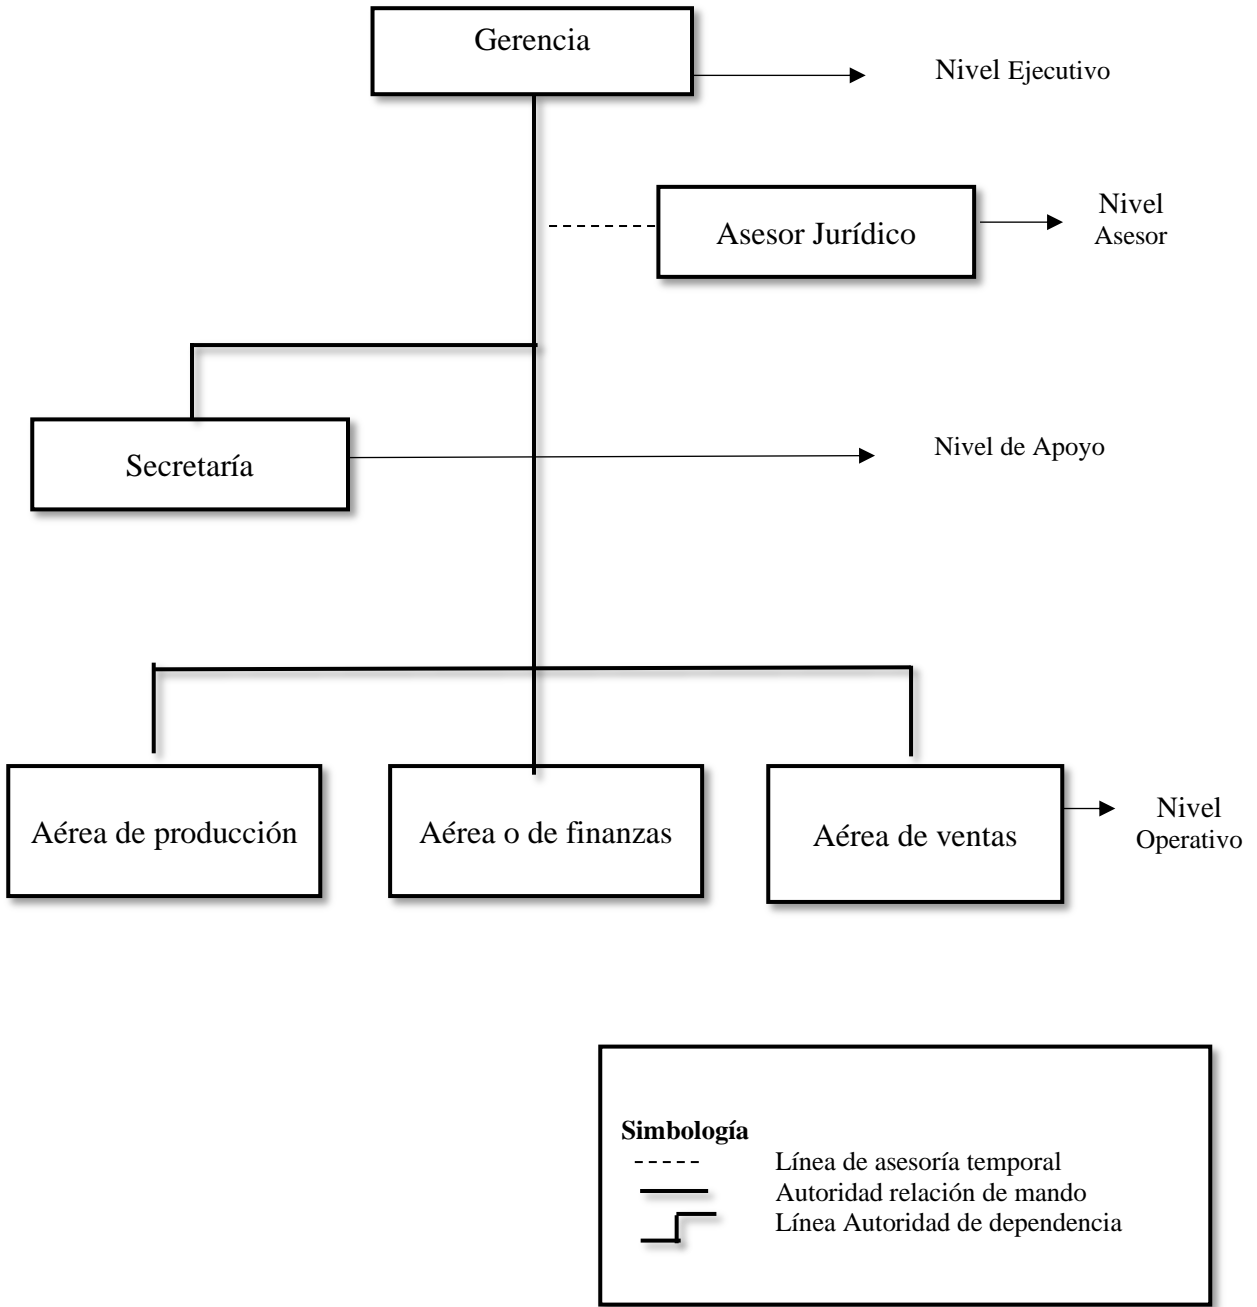 Gerencia
Nivel Ejecutivo
Asesor Jurídico
Nivel
Asesor
Secretaría
Nivel de Apoyo
Aérea de producción
Aérea o de finanzas
Aérea de ventas
Nivel
Operativo
Simbología
Línea de asesoría temporal
Autoridad relación de mando
Línea Autoridad de dependencia